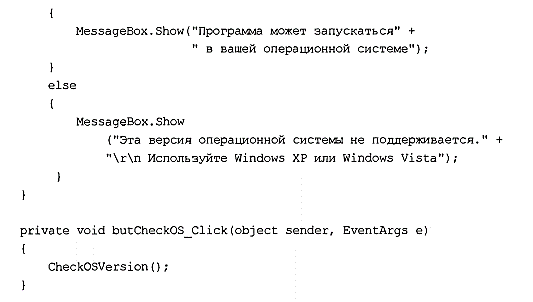 {
MessageBox.Show("Программа может запускаться" +
" в вашей операционной системе");
}
else
{
MessageBox.Show
("Эта версия операционной системы не поддерживается." +
"\r\n Используйте Windows XP или Windows Vista");
}
}
private void butCheckOS_Click(object sender, EventArgs e)
{
CheckOSVersion();
}